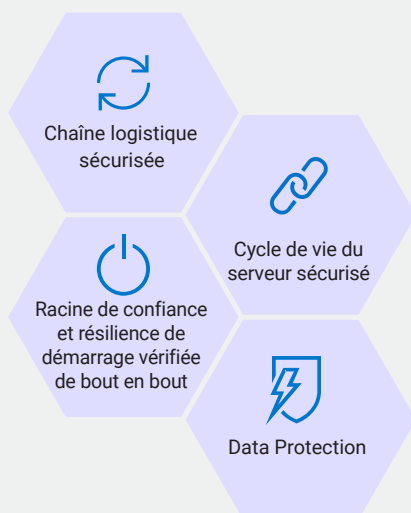 Chaîne logistique
sécurisée
Cycle de vie du
serveur sécurisé
Racine de confiance
et résilience de
démarrage vérifiée
de bout en bout
Data Protection